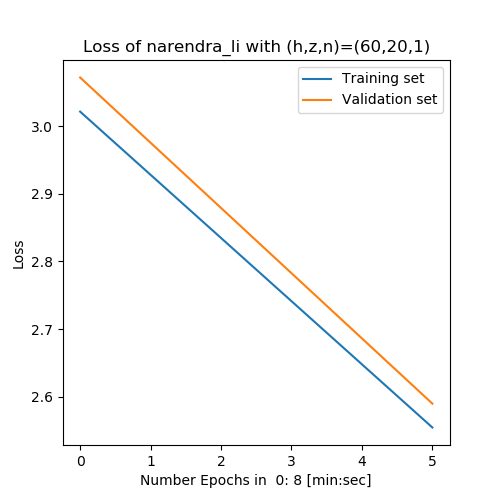 Loss of narendra_li with (h,z,n)=(60,20,1)
Training set
Validation set
Loss
3.0
2.9
2.8
2.7
2.6
0 1 2 3 4 5
Number Epochs in  0: 8 [min:sec]